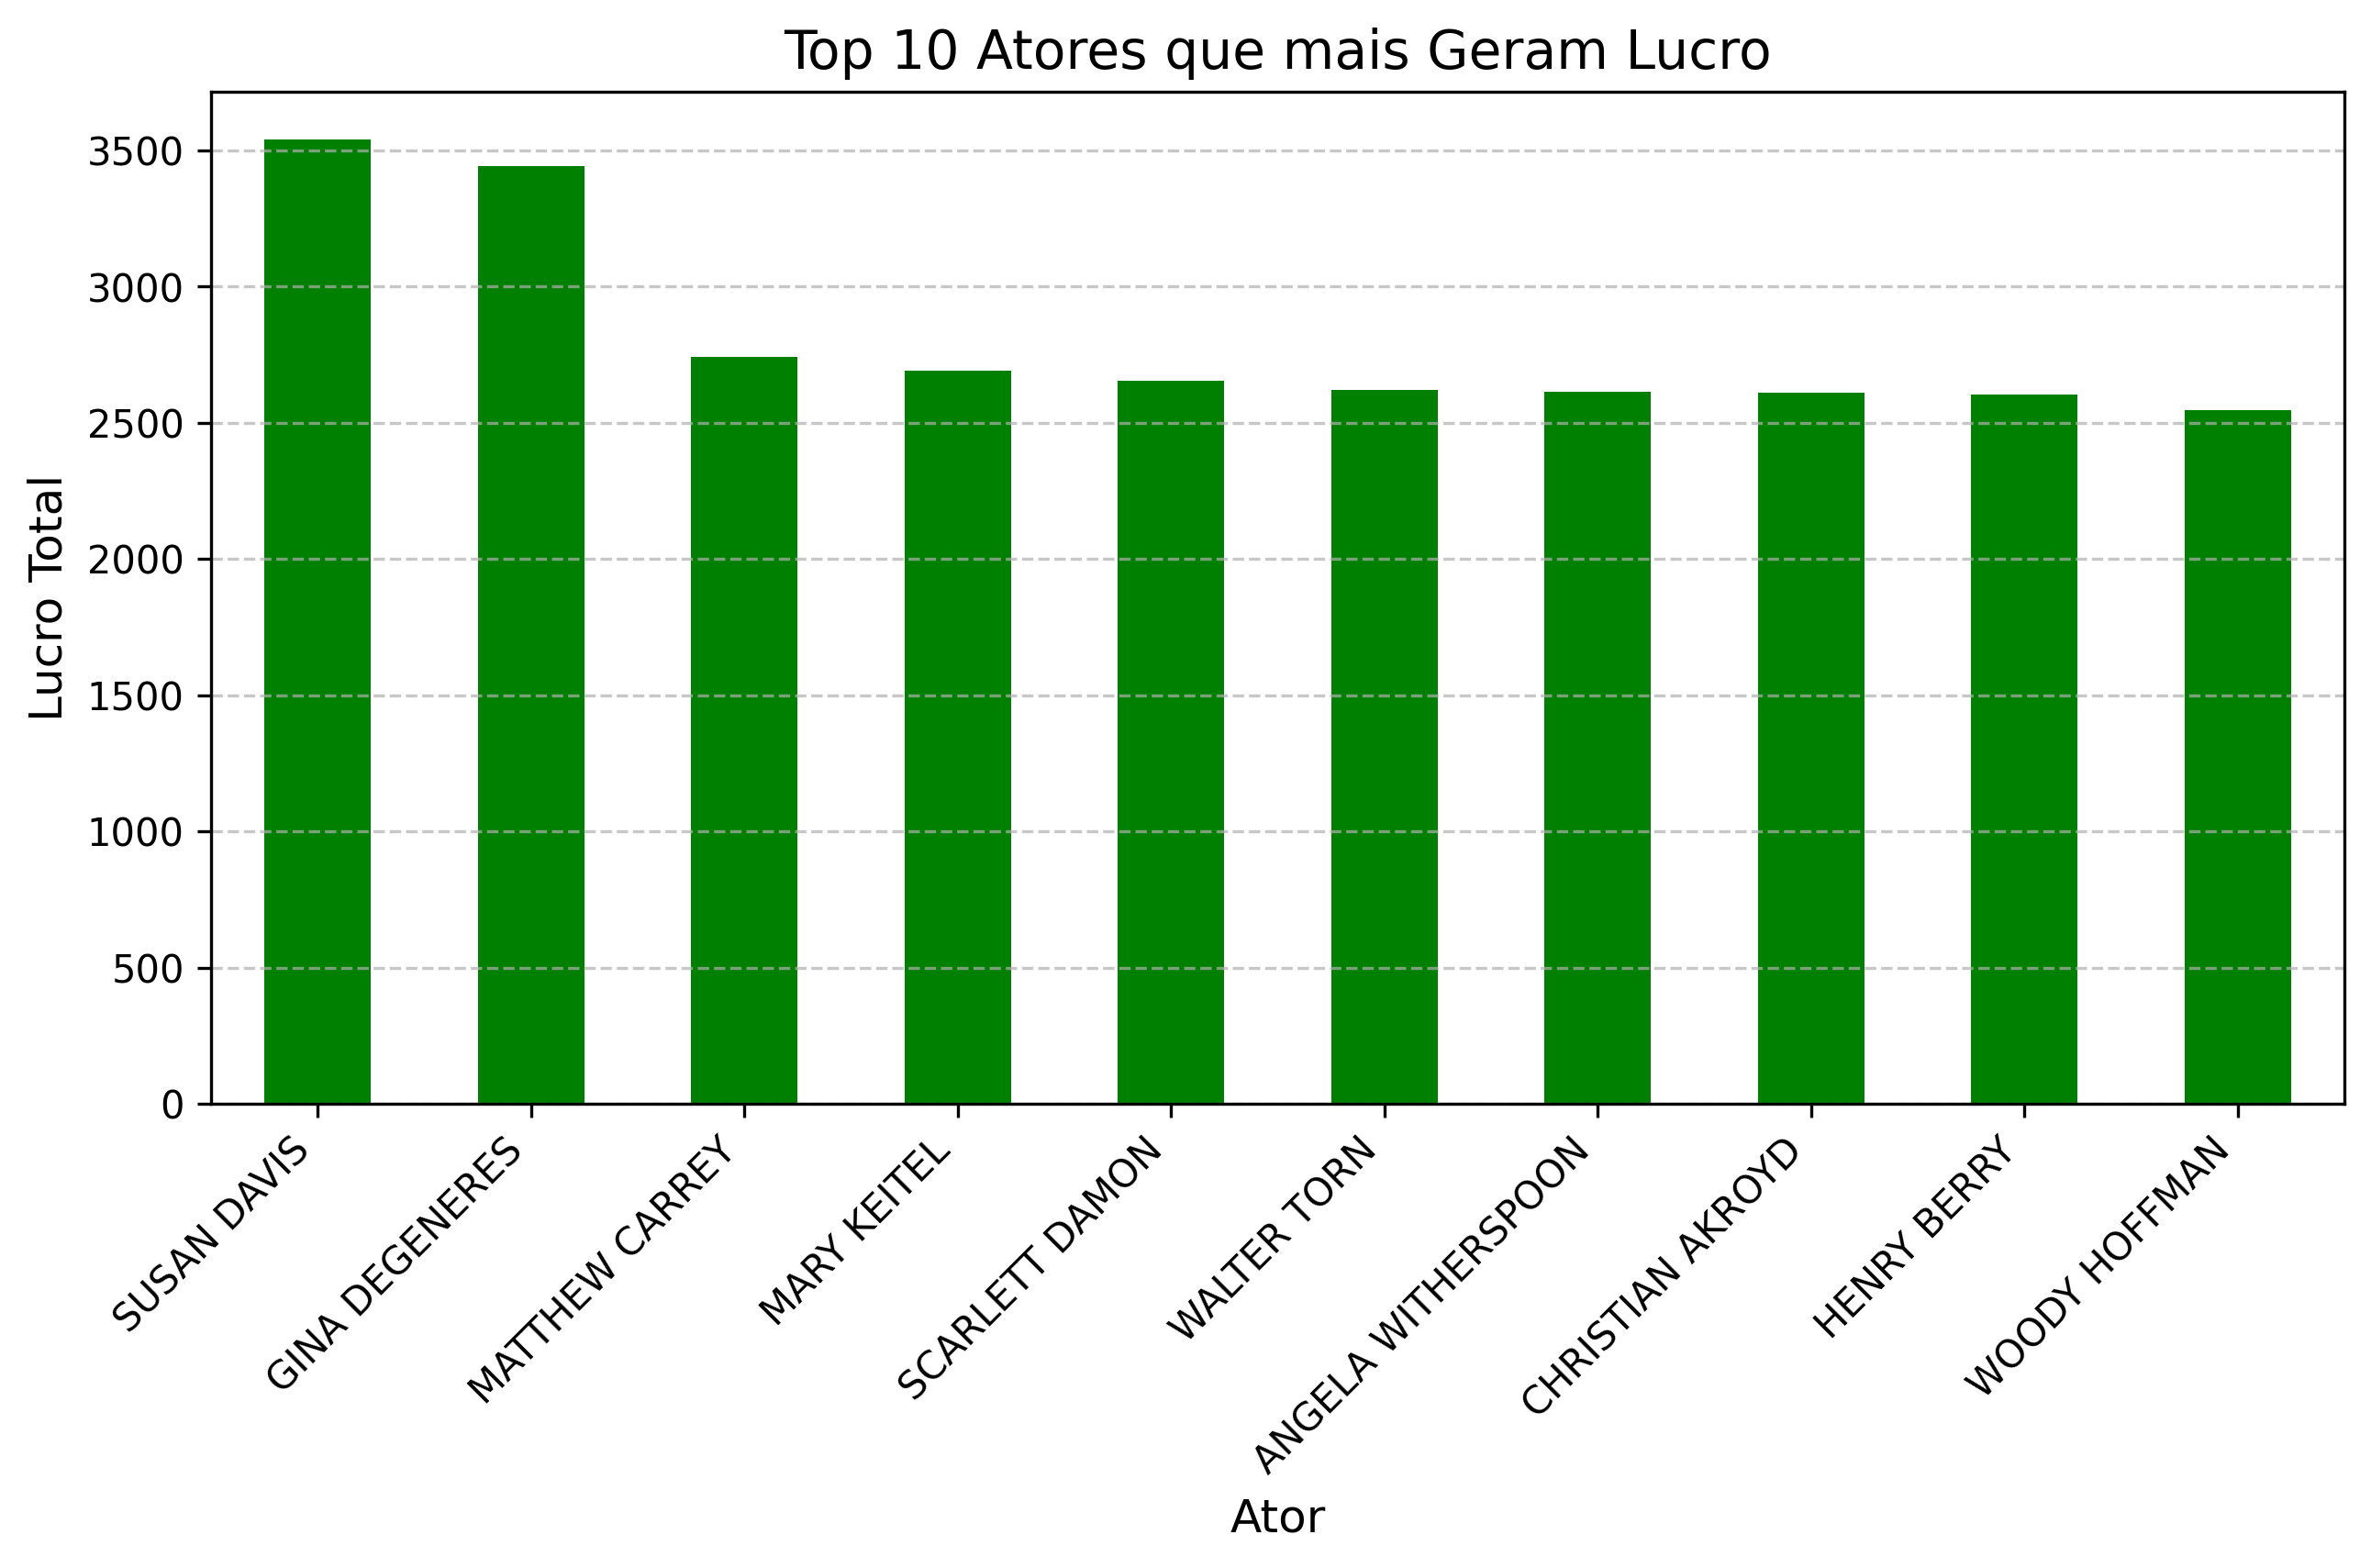 Top 10 Atores que mais Geram Lucro
Lucro Total
3500
3000
2500
2000
1500
1000
500
0
SUSAN DAVIS
GINA DEGENERES
MATTHEW CARREY
MARY KEITEL
SCARLETT DAMON
WALTER TORN
ANGELA WITHERSPOON
CHRISTIAN AKROYD
HENRY BERRY
WOODY HOFFMAN
Ator